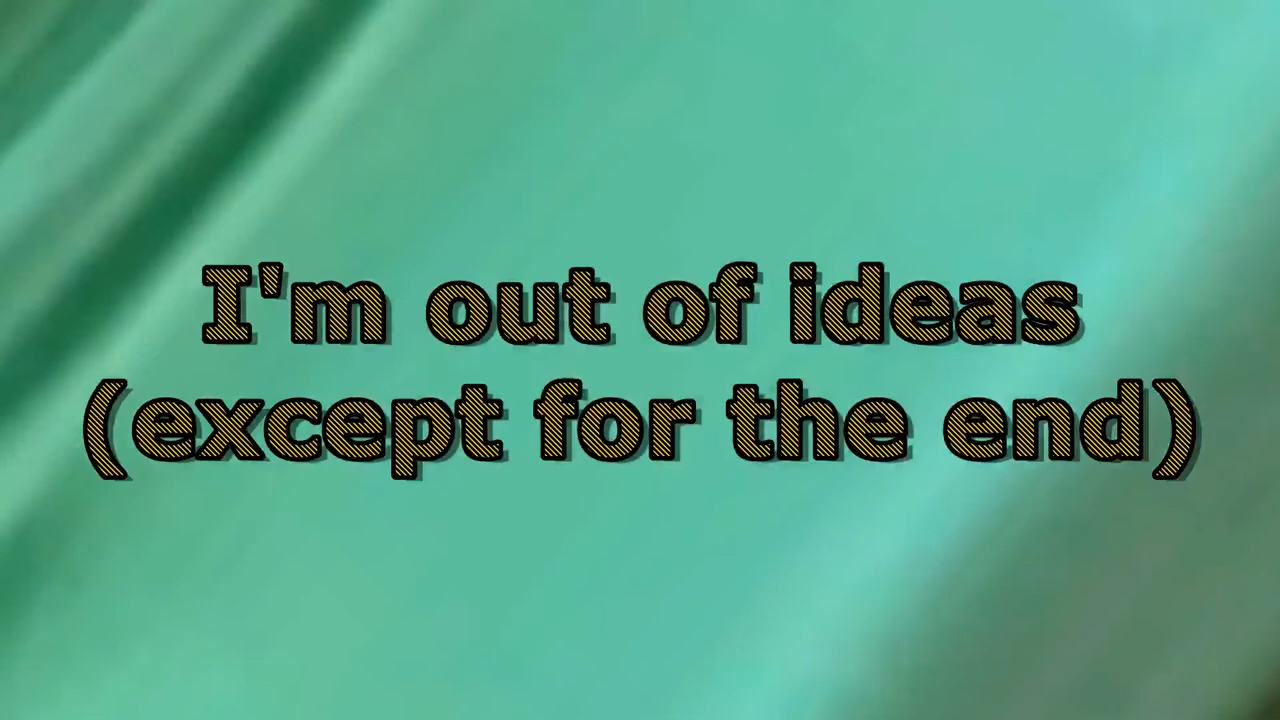 I'm out of ideas
(except for the end)